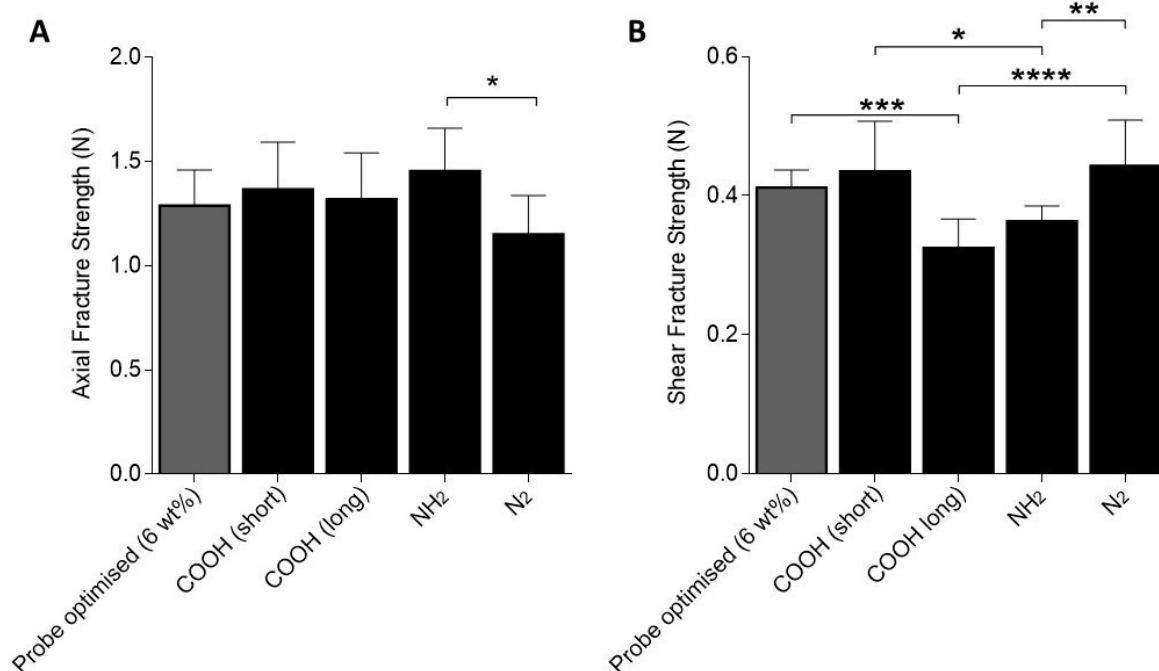 A
Axial Fracture Strength (N)
2.0
1.5
1.0
0.5
0.0
*
Probe optimised (6 wt%)
COOH (short)
COOH (long)
NH₂
N₂
B
Shear Fracture Strength (N)
0.6
0.4
0.2
0.0
**
*
****
***
Probe optimised (6 wt%)
COOH (short)
COOH long)
NH₂
N₂